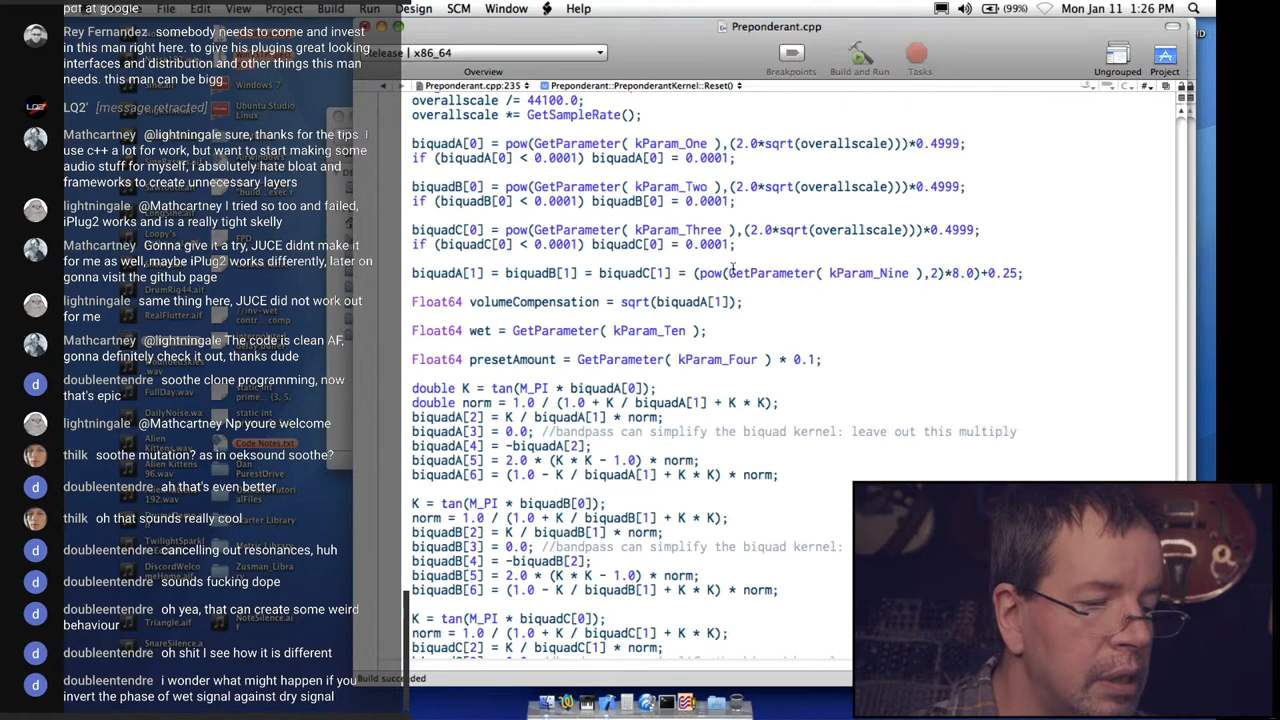 pdf at google
Rey Fernandez somebody needs to come and invest
in this man right here. to give his plugins great looking
interfaces and distribution and other things this man
needs. this man can be bigg
LQ2' [message retracted]
Mathcartney @lightningale sure, thanks for the tips. I
use c++ a lot for work, but want to start making some
audio stuff for myself, i absolutely hate bloat and
frameworks to create unnecessary layers
lightningale @Mathcartney I tried so too and failed,
iPlug2 works and is a really tight skelly
Mathcartney Gonna give it a try, JUCE didnt make it
for me as well, maybe iPlug2 works differently, later on
gonna visit the github page
lightningale same thing here, JUCE did not work out
for me
Mathcartney @lightningale The code is clean AF,
gonna definitely check it out, thanks dude
doubleentendre soothe clone programming, now
that's epic
lightningale @Mathcartney Np youre welcome
thilk soothe mutation? as in oeksound soothe?
doubleentendre ah that's even better
thilk oh that sounds really cool
doubleentendre cancelling out resonances, huh
doubleentendre sounds fucking dope
doubleentendre oh yea, that can create some weird
behaviour
doubleentendre oh shit I see how it is different
doubleentendre i wonder what might happen if you
invert the phase of wet signal against dry signal
File Edit View Project Build Run Design SCM Window Help
(99%) Mon Jan 11 1:26 PM
Preponderant.cpp
Release | x86_64
Overview Breakpoints Build and Run Tasks Ungrouped Project
Preponderant.cpp:235 Preponderant::PreponderantKernel::Reset()
overallscale /= 44100.0;
overallscale *= GetSampleRate();
biquadA[0] = pow(GetParameter( kParam_One ),(2.0*sqrt(overallscale)))*0.4999;
if (biquadA[0] < 0.0001) biquadA[0] = 0.0001;
biquadB[0] = pow(GetParameter( kParam_Two ),(2.0*sqrt(overallscale)))*0.4999;
if (biquadB[0] < 0.0001) biquadB[0] = 0.0001;
biquadC[0] = pow(GetParameter( kParam_Three ),(2.0*sqrt(overallscale)))*0.4999;
if (biquadC[0] < 0.0001) biquadC[0] = 0.0001;
biquadA[1] = biquadB[1] = biquadC[1] = (pow(GetParameter( kParam_Nine ),2)*8.0)+0.25;
Float64 volumeCompensation = sqrt(biquadA[1]);
Float64 wet = GetParameter( kParam_Ten );
Float64 presetAmount = GetParameter( kParam_Four ) * 0.1;
double K = tan(M_PI * biquadA[0]);
double norm = 1.0 / (1.0 + K / biquadA[1] + K * K);
biquadA[2] = K / biquadA[1] * norm;
biquadA[3] = 0.0; //bandpass can simplify the biquad kernel: leave out this multiply
biquadA[4] = -biquadA[2];
biquadA[5] = 2.0 * (K * K - 1.0) * norm;
biquadA[6] = (1.0 - K / biquadA[1] + K * K) * norm;
K = tan(M_PI * biquadB[0]);
norm = 1.0 / (1.0 + K / biquadB[1] + K * K);
biquadB[2] = K / biquadB[1] * norm;
biquadB[3] = 0.0; //bandpass can simplify the biquad kernel:
biquadB[4] = -biquadB[2];
biquadB[5] = 2.0 * (K * K - 1.0) * norm;
biquadB[6] = (1.0 - K / biquadB[1] + K * K) * norm;
K = tan(M_PI * biquadC[0]);
norm = 1.0 / (1.0 + K / biquadC[1] + K * K);
biquadC[2] = K / biquadC[1] * norm;
Build succeeded